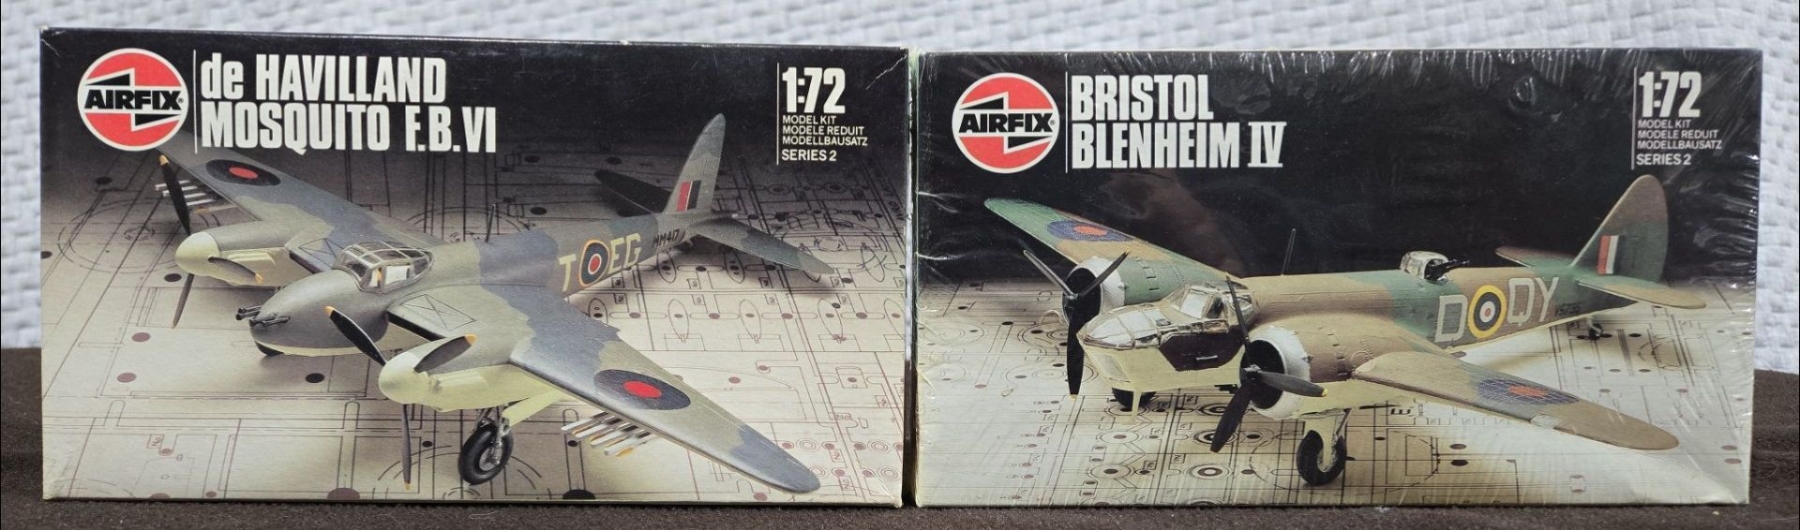 AIRFIX
de HAVILLAND
MOSQUITO F.B.VI
1:72
MODEL KIT
MODELE REDUIT
MODELLBAUSATZ
SERIES 2
T EG
MM417
AIRFIX
BRISTOL
BLENHEIM IV
1:72
MODEL KIT
MODELE REDUIT
MODELLBAUSATZ
SERIES 2
D QY